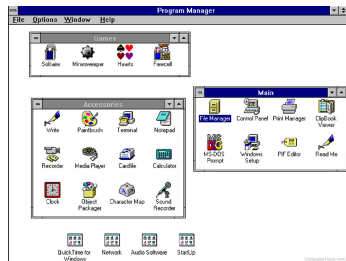 Program Manager
File Options Window Help
Games
Solitaire Minesweeper Hearts Freecell
Main
File Manager Control Panel Print Manager ClipBook Viewer
MS-DOS Prompt Windows Setup PIF Editor Read Me
Accessories
Write Paintbrush Terminal Notepad
Recorder Media Player Cardfile Calculator
Clock Object Packager Character Map Sound Recorder
QuickTime for Windows Network Audio Software StartUp
ComputerHope.com